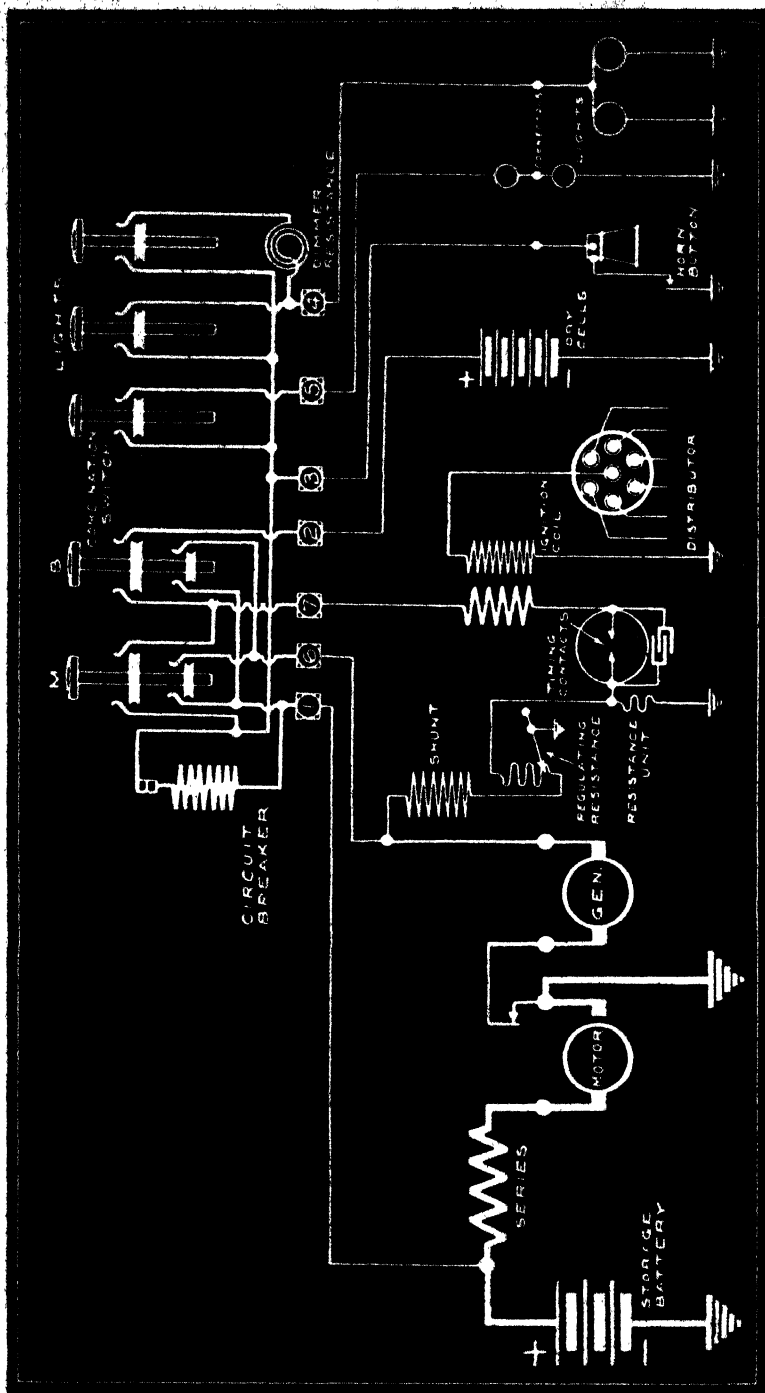 M
B
COMBINATION
SWITCH
LIGHTS
CIRCUIT
BREAKER
1
6
7
2
3
5
4
DIMMER
RESISTANCE
SHUNT
REGULATING
RESISTANCE
RESISTANCE
UNIT
TIMING
CONTACTS
IGNITION
COIL
DISTRIBUTOR
+
-
DRY
CELLS
HORN
BUTTON
CONNECTORS
LIGHTS
SERIES
MOTOR
GEN.
+
-
STORAGE
BATTERY